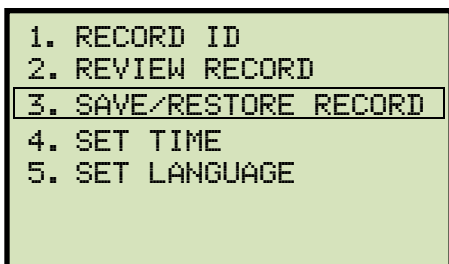 1. RECORD ID
2. REVIEW RECORD
3. SAVE/RESTORE RECORD
4. SET TIME
5. SET LANGUAGE